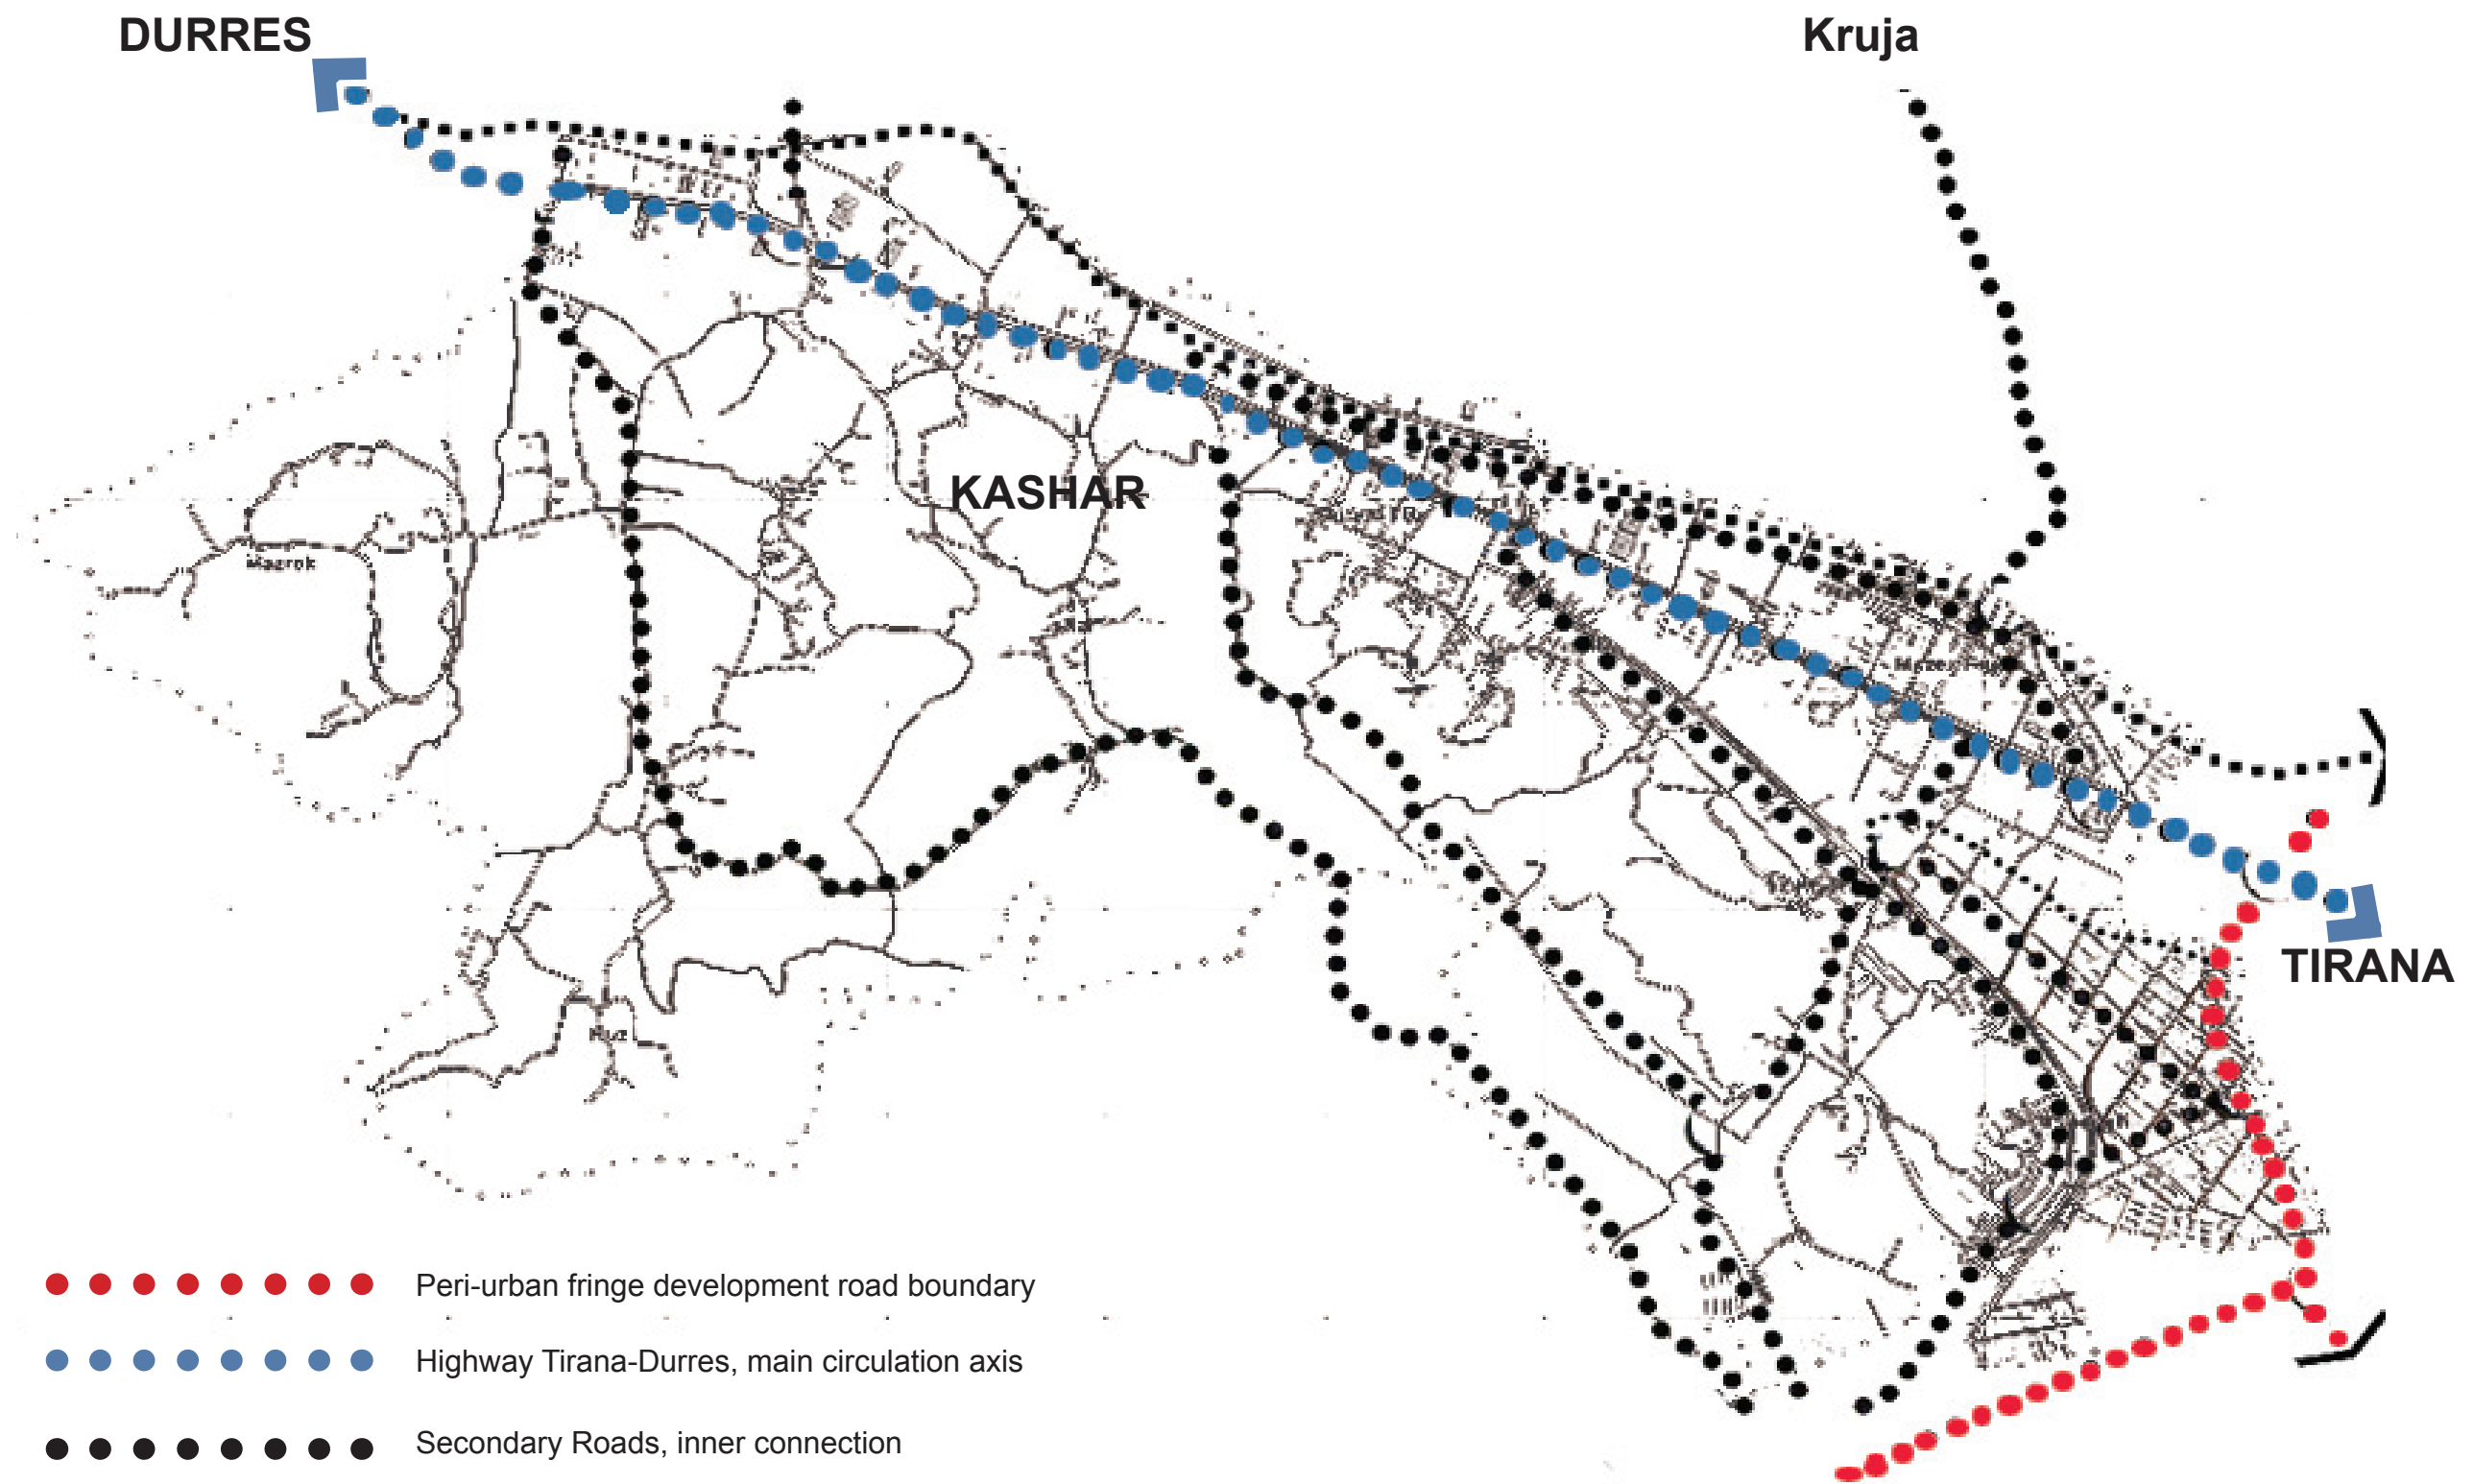 DURRES
Kruja
KASHAR
Mazrek
TIRANA
Peri-urban fringe development road boundary
Highway Tirana-Durres, main circulation axis
Secondary Roads, inner connection